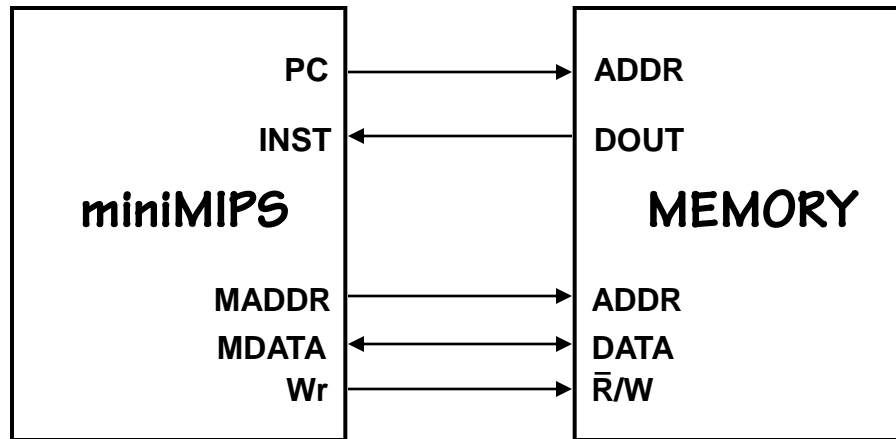 PC ADDR
INST DOUT
miniMIPS MEMORY
MADDR ADDR
MDATA DATA
Wr R̄/W